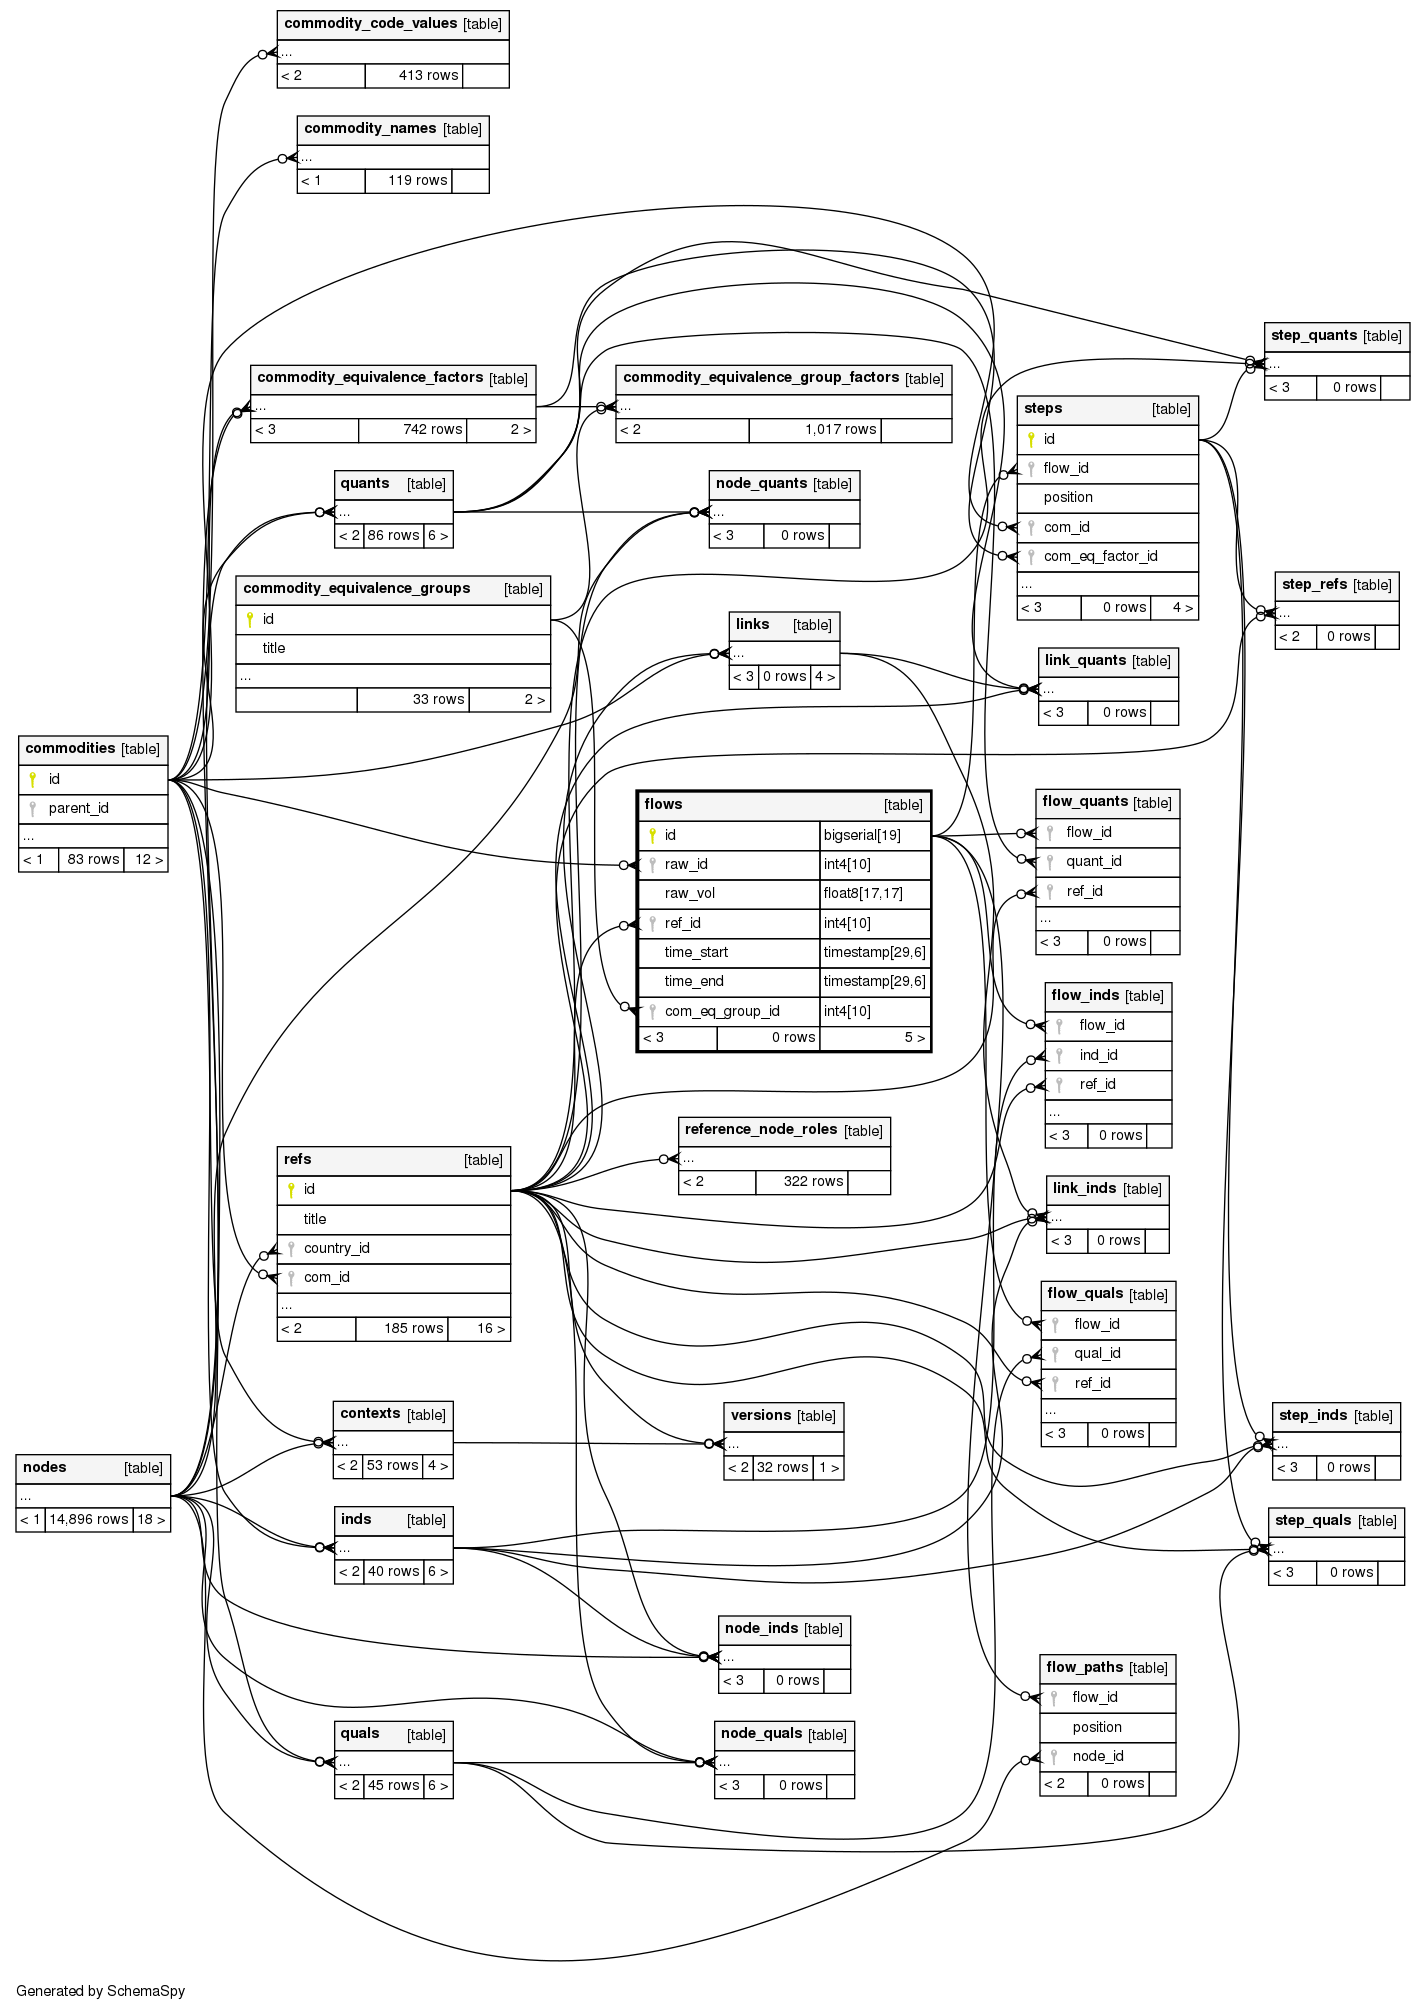 commodity_code_values [table]
...
< 2 413 rows
commodity_names [table]
...
< 1 119 rows
step_quants [table]
...
< 3 0 rows
commodity_equivalence_factors [table]
...
< 3 742 rows 2 >
commodity_equivalence_group_factors [table]
...
< 2 1,017 rows
steps [table]
id
flow_id
position
com_id
com_eq_factor_id
...
< 3 0 rows 4 >
quants [table]
...
< 2 86 rows 6 >
node_quants [table]
...
< 3 0 rows
commodity_equivalence_groups [table]
id
title
...
33 rows 2 >
step_refs [table]
...
< 2 0 rows
links [table]
...
< 3 0 rows 4 >
link_quants [table]
...
< 3 0 rows
commodities [table]
id
parent_id
...
< 1 83 rows 12 >
flows [table]
id bigserial[19]
raw_id int4[10]
raw_vol float8[17,17]
ref_id int4[10]
time_start timestamp[29,6]
time_end timestamp[29,6]
com_eq_group_id int4[10]
< 3 0 rows 5 >
flow_quants [table]
flow_id
quant_id
ref_id
...
< 3 0 rows
flow_inds [table]
flow_id
ind_id
ref_id
...
< 3 0 rows
reference_node_roles [table]
...
< 2 322 rows
refs [table]
id
title
country_id
com_id
...
< 2 185 rows 16 >
link_inds [table]
...
< 3 0 rows
flow_quals [table]
flow_id
qual_id
ref_id
...
< 3 0 rows
contexts [table]
...
< 2 53 rows 4 >
versions [table]
...
< 2 32 rows 1 >
step_inds [table]
...
< 3 0 rows
nodes [table]
...
< 1 14,896 rows 18 >
inds [table]
...
< 2 40 rows 6 >
step_quals [table]
...
< 3 0 rows
node_inds [table]
...
< 3 0 rows
flow_paths [table]
flow_id
position
node_id
< 2 0 rows
quals [table]
...
< 2 45 rows 6 >
node_quals [table]
...
< 3 0 rows
Generated by SchemaSpy